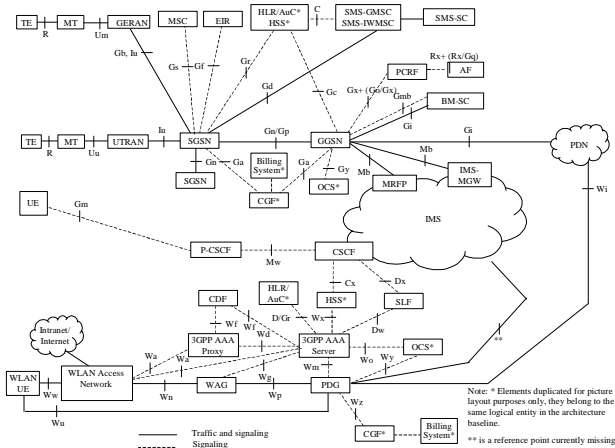 TE
MT
GERAN
R
Um
MSC
EIR
HLR/AuC*
HSS*
C
SMS-GMSC
SMS-IWMSC
SMS-SC
Gb, Iu
Gs
Gf
Gr
Gd
Gc
Rx+ (Rx/Gq)
PCRF
AF
Gx+ (Go/Gx)
Gmb
BM-SC
Gi
TE
MT
UTRAN
SGSN
GGSN
PDN
R
Uu
Iu
Gn/Gp
Gi
Gn
Ga
Ga
Gy
Mb
Mb
Wi
SGSN
Billing
System*
CGF*
OCS*
MRFP
IMS-
MGW
IMS
UE
Gm
P-CSCF
Mw
CSCF
Cx
Dx
HLR/
AuC*
HSS*
SLF
CDF
D/Gr
Wx
Dw
Wf
Wf
Wd
Intranet/
Internet
3GPP AAA
Proxy
3GPP AAA
Server
Wa
Wa
Wo
OCS*
Wy
**
WLAN
UE
Ww
WLAN Access
Network
Wn
WAG
Wg
Wp
Wm
PDG
Wu
Wz
CGF*
Billing
System*
Note: * Elements duplicated for picture
layout purposes only, they belong to the
same logical entity in the architecture
baseline.
** is a reference point currently missing
Traffic and signaling
Signaling